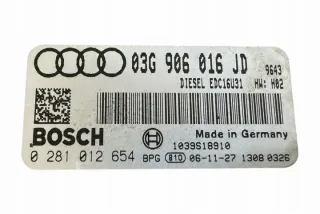 03G 906 016 JD 9643
DIESEL EDC16U31 HW: H02
BOSCH
Made in Germany
1039S18910
0 281 012 654 BPG 810 06-11-27 1308 0326